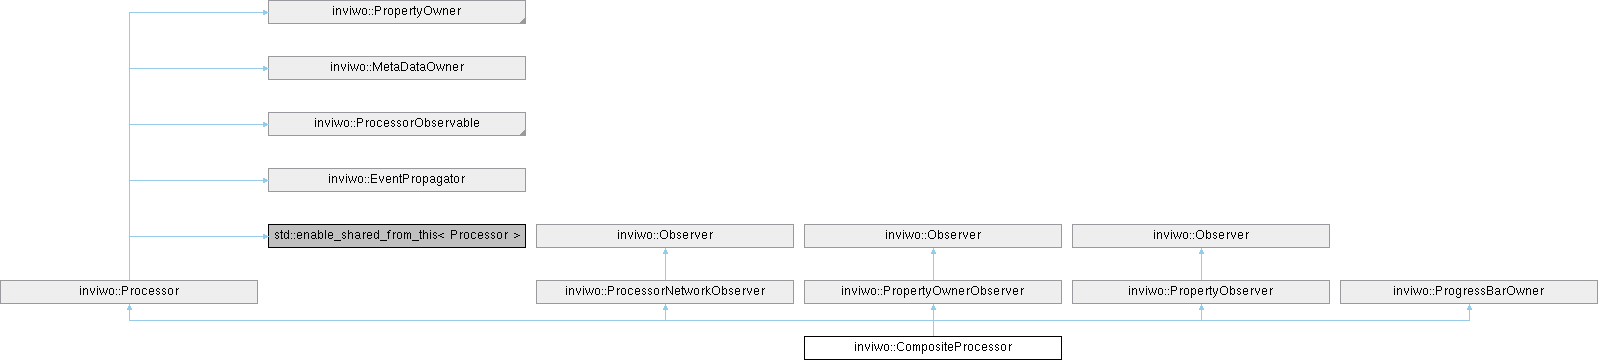 inviwo::PropertyOwner
inviwo::MetaDataOwner
inviwo::ProcessorObservable
inviwo::EventPropagator
std::enable_shared_from_this< Processor >
inviwo::Observer
inviwo::Observer
inviwo::Observer
inviwo::Processor
inviwo::ProcessorNetworkObserver
inviwo::PropertyOwnerObserver
inviwo::PropertyObserver
inviwo::ProgressBarOwner
inviwo::CompositeProcessor